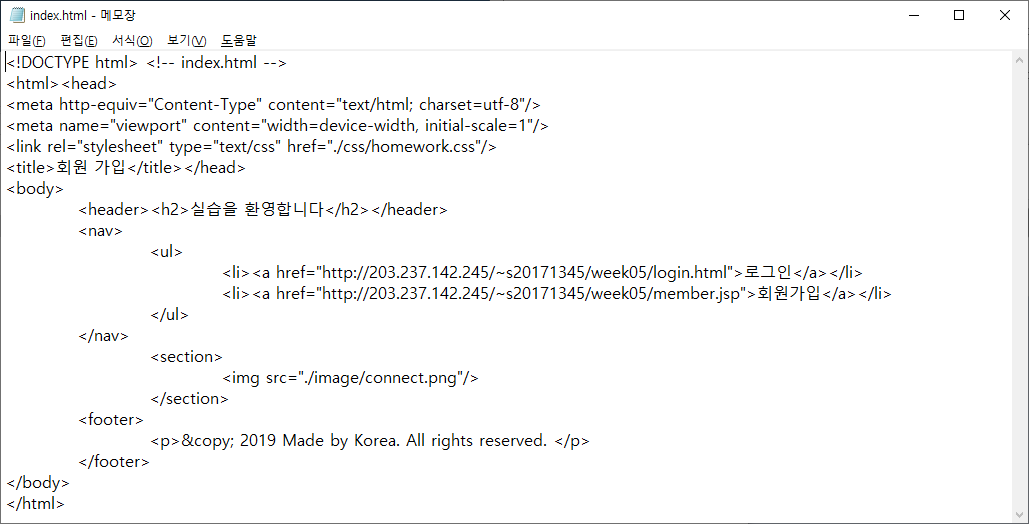 index.html - 메모장
파일(F) 편집(E) 서식(O) 보기(V) 도움말
<!DOCTYPE html> <!-- index.html -->
<html><head>
<meta http-equiv="Content-Type" content="text/html; charset=utf-8"/>
<meta name="viewport" content="width=device-width, initial-scale=1"/>
<link rel="stylesheet" type="text/css" href="./css/homework.css"/>
<title>회원 가입</title></head>
<body>
	<header><h2>실습을 환영합니다</h2></header>
	<nav>
		<ul>
			<li><a href="http://203.237.142.245/~s20171345/week05/login.html">로그인</a></li>
			<li><a href="http://203.237.142.245/~s20171345/week05/member.jsp">회원가입</a></li>
		</ul>
	</nav>
		<section>
			<img src="./image/connect.png"/>
		</section>
	<footer>
		<p>&copy; 2019 Made by Korea. All rights reserved. </p>
	</footer>
</body>
</html>